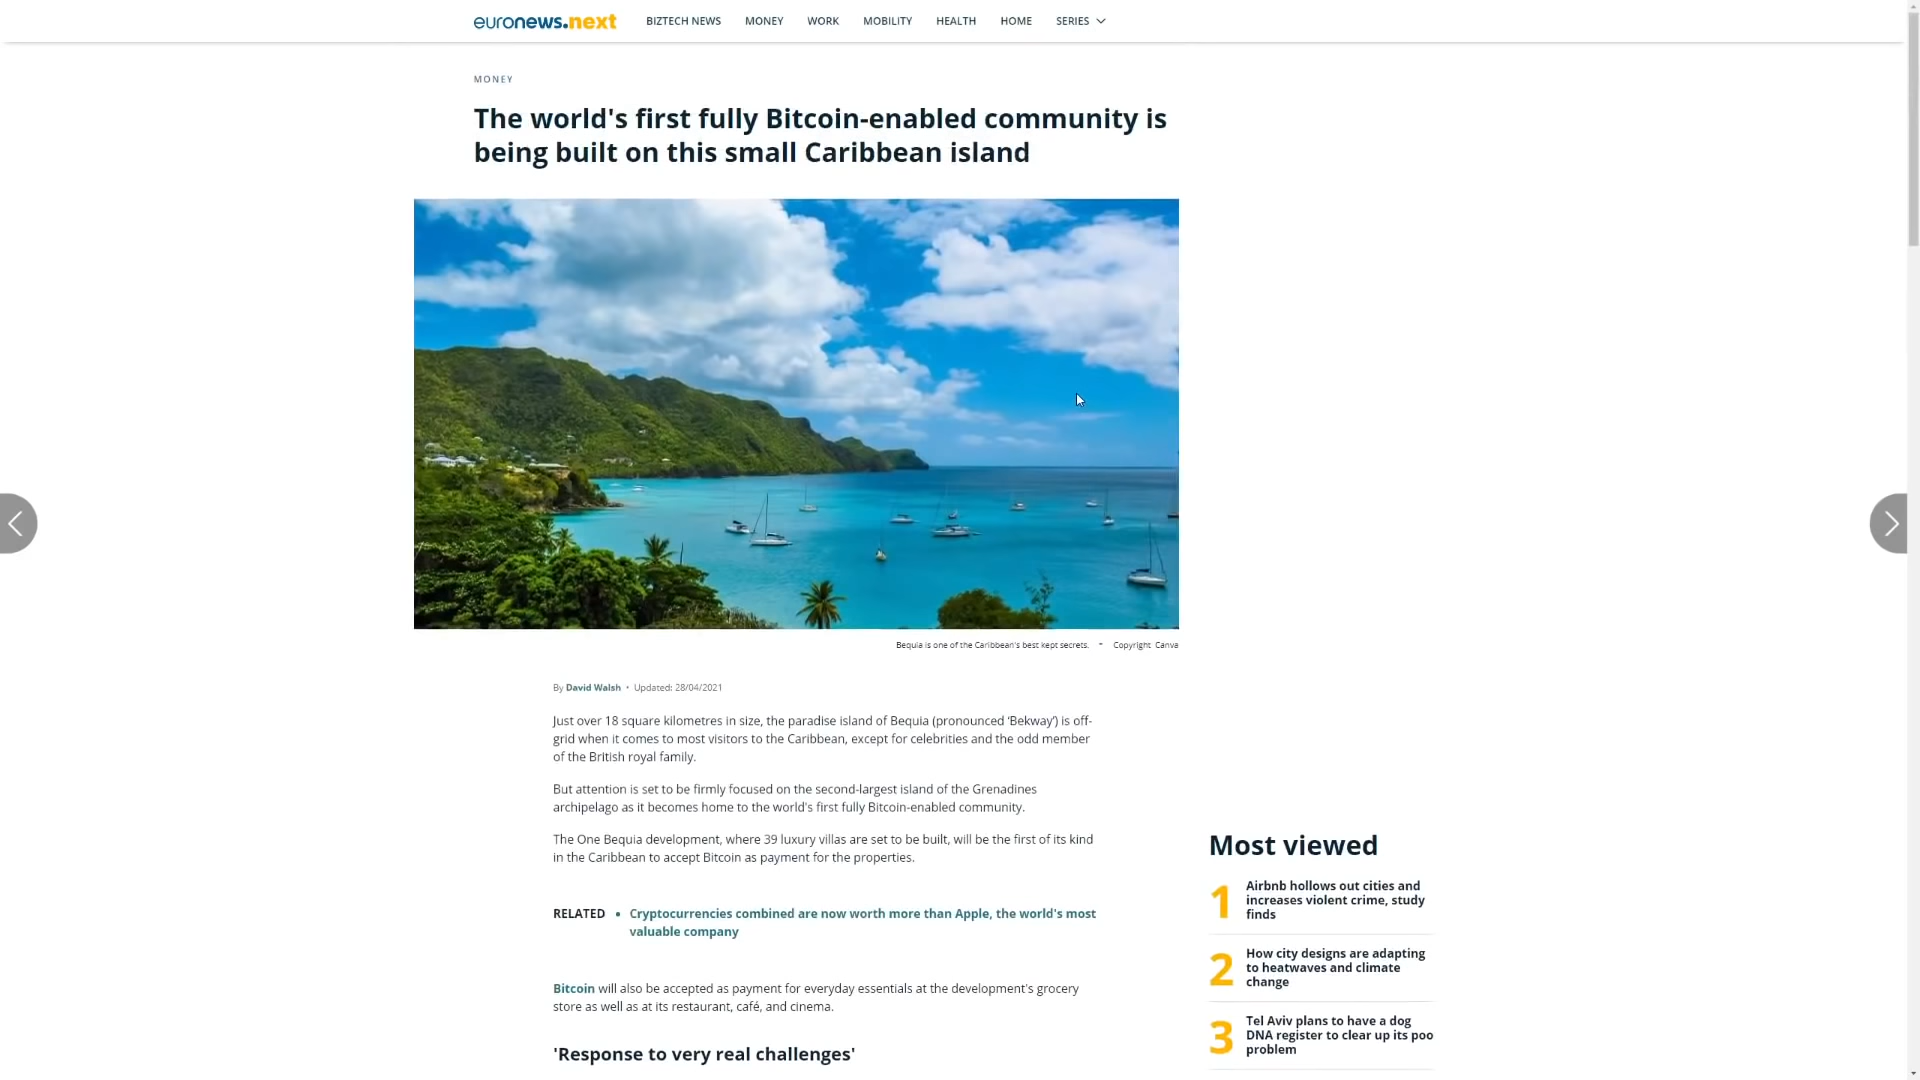 euronews.next BIZTECH NEWS MONEY WORK MOBILITY HEALTH HOME SERIES
MONEY
The world's first fully Bitcoin-enabled community is
being built on this small Caribbean island
Bequia is one of the Caribbean's best kept secrets. - Copyright Canva
By David Walsh • Updated: 28/04/2021
Just over 18 square kilometres in size, the paradise island of Bequia (pronounced ‘Bekway’) is off-
grid when it comes to most visitors to the Caribbean, except for celebrities and the odd member
of the British royal family.
But attention is set to be firmly focused on the second-largest island of the Grenadines
archipelago as it becomes home to the world's first fully Bitcoin-enabled community.
The One Bequia development, where 39 luxury villas are set to be built, will be the first of its kind
in the Caribbean to accept Bitcoin as payment for the properties.
RELATED • Cryptocurrencies combined are now worth more than Apple, the world's most
valuable company
Bitcoin will also be accepted as payment for everyday essentials at the development's grocery
store as well as at its restaurant, café, and cinema.
'Response to very real challenges'
Most viewed
1 Airbnb hollows out cities and
increases violent crime, study
finds
2 How city designs are adapting
to heatwaves and climate
change
3 Tel Aviv plans to have a dog
DNA register to clear up its poo
problem